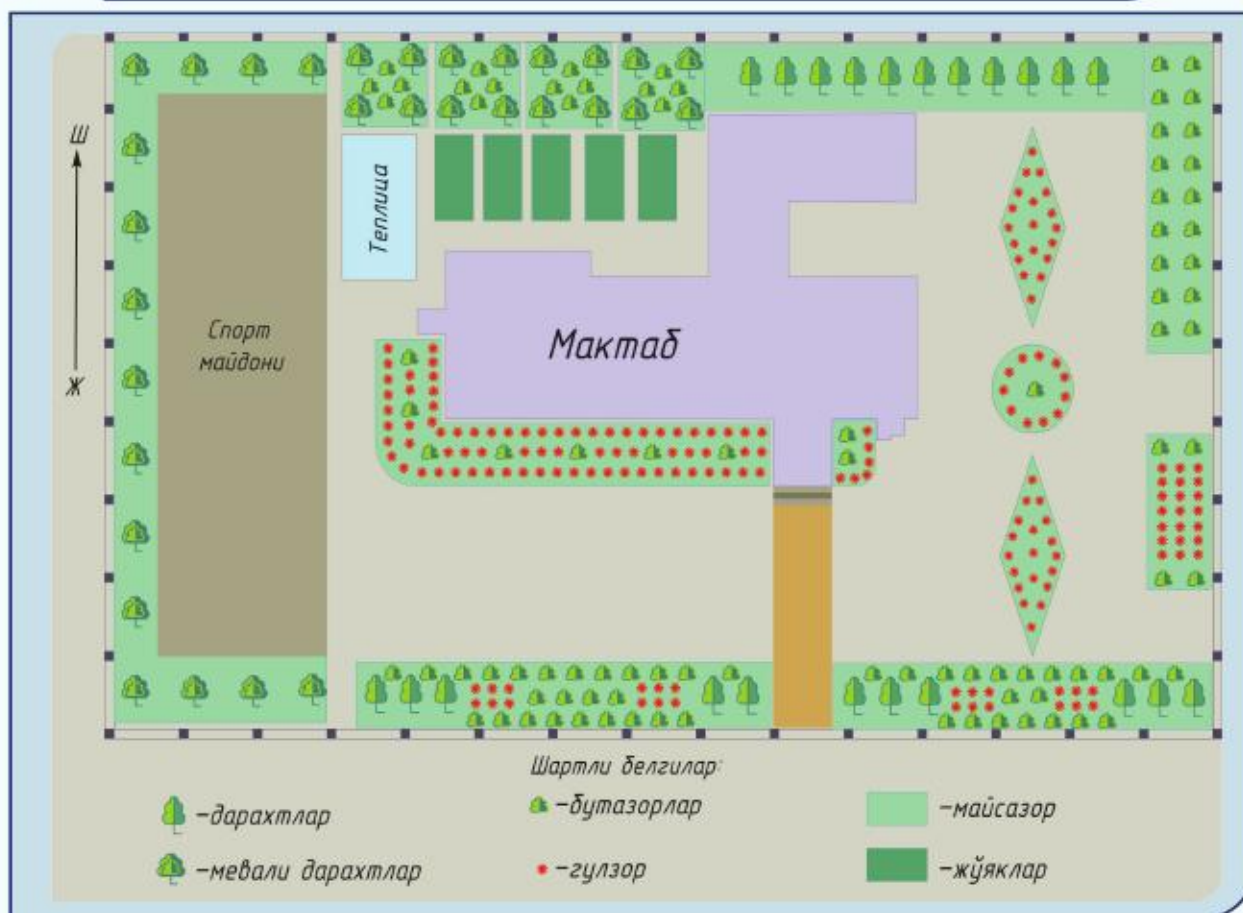 Ш
Ж
Теплица
Спорт
майдони
Мактаб
Шартли белгилар:
-дарахтлар
-бутазорлар
-майсазор
-мевали дарахтлар
-гулзор
-жўяклар